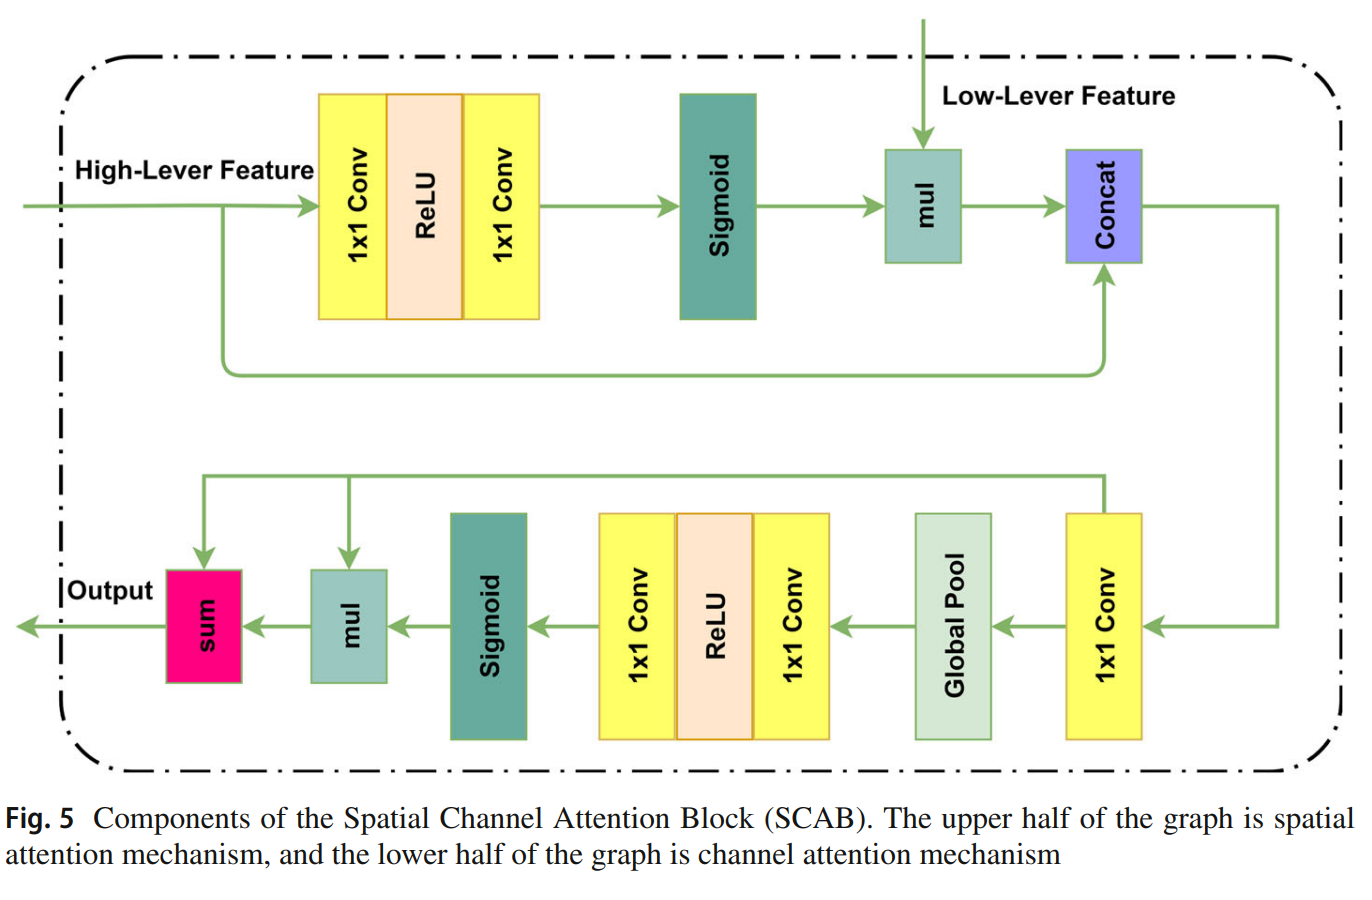 Low-Lever Feature
High-Lever Feature
1x1 Conv
ReLU
1x1 Conv
Sigmoid
mul
Concat
Output
sum
mul
Sigmoid
1x1 Conv
ReLU
1x1 Conv
Global Pool
1x1 Conv
Fig. 5 Components of the Spatial Channel Attention Block (SCAB). The upper half of the graph is spatial
attention mechanism, and the lower half of the graph is channel attention mechanism